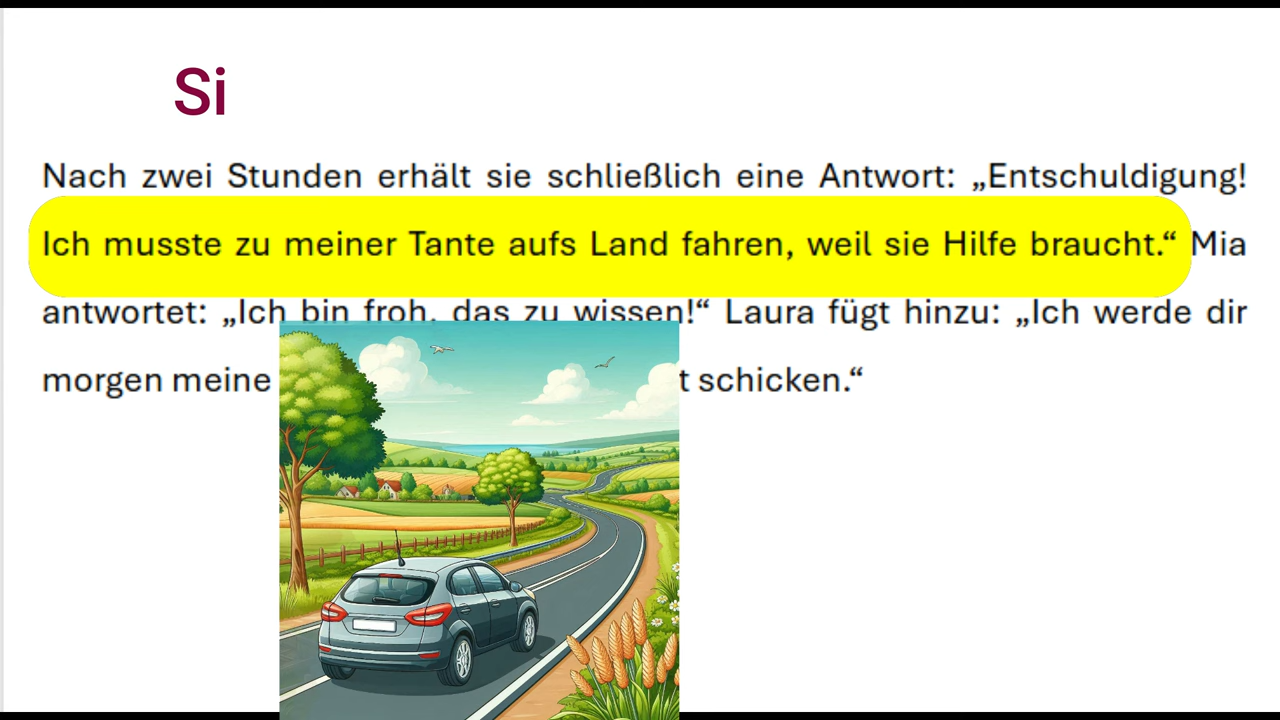 Si
Nach zwei Stunden erhält sie schließlich eine Antwort: „Entschuldigung!
Ich musste zu meiner Tante aufs Land fahren, weil sie Hilfe braucht.“ Mia
antwortet: „Ich bin froh, das zu wissen!“ Laura fügt hinzu: „Ich werde dir
morgen meine t schicken.“